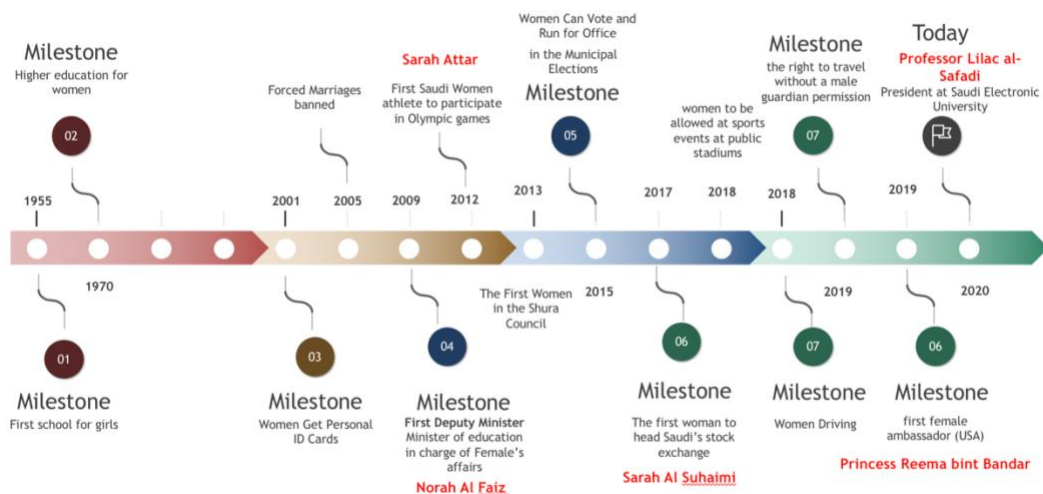 Milestone
Higher education for
women
02
1955
1970
01
Milestone
First school for girls
Forced Marriages
banned
2001
2005
03
Milestone
Women Get Personal
ID Cards
Sarah Attar
First Saudi Women
athlete to participate
in Olympic games
2009
2012
04
Milestone
First Deputy Minister
Minister of education
in charge of Female’s
affairs
Norah Al Faiz
Women Can Vote and
Run for Office
in the Municipal
Elections
Milestone
05
2013
2015
The First Women
in the Shura
Council
2017
2018
women to be
allowed at sports
events at public
stadiums
06
Milestone
The first woman to
head Saudi’s stock
exchange
Sarah Al Suhaimi
Milestone
the right to travel
without a male
guardian permission
07
2018
2019
07
Milestone
Women Driving
Today
Professor Lilac al-
Safadi
President at Saudi Electronic
University
2019
2020
06
Milestone
first female
ambassador (USA)
Princess Reema bint Bandar